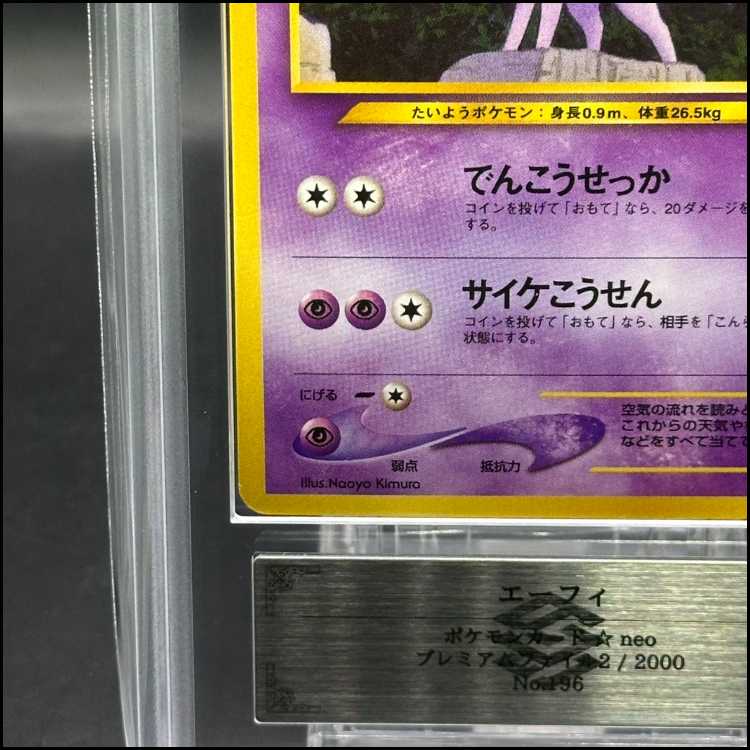 たいようポケモン：身長0.9m、体重26.5kg
でんこうせっか
コインを投げて「おもて」なら、20ダメージを
する。
サイケこうせん
コインを投げて「おもて」なら、相手を「こんら
状態にする。
にげる
空気の流れを読みと
これからの天気や
などをすべて当て
弱点
抵抗力
Illus.Naoyo Kimura
エーフィ
ポケモンカード☆neo
プレミアムファイル2 / 2000
No.196